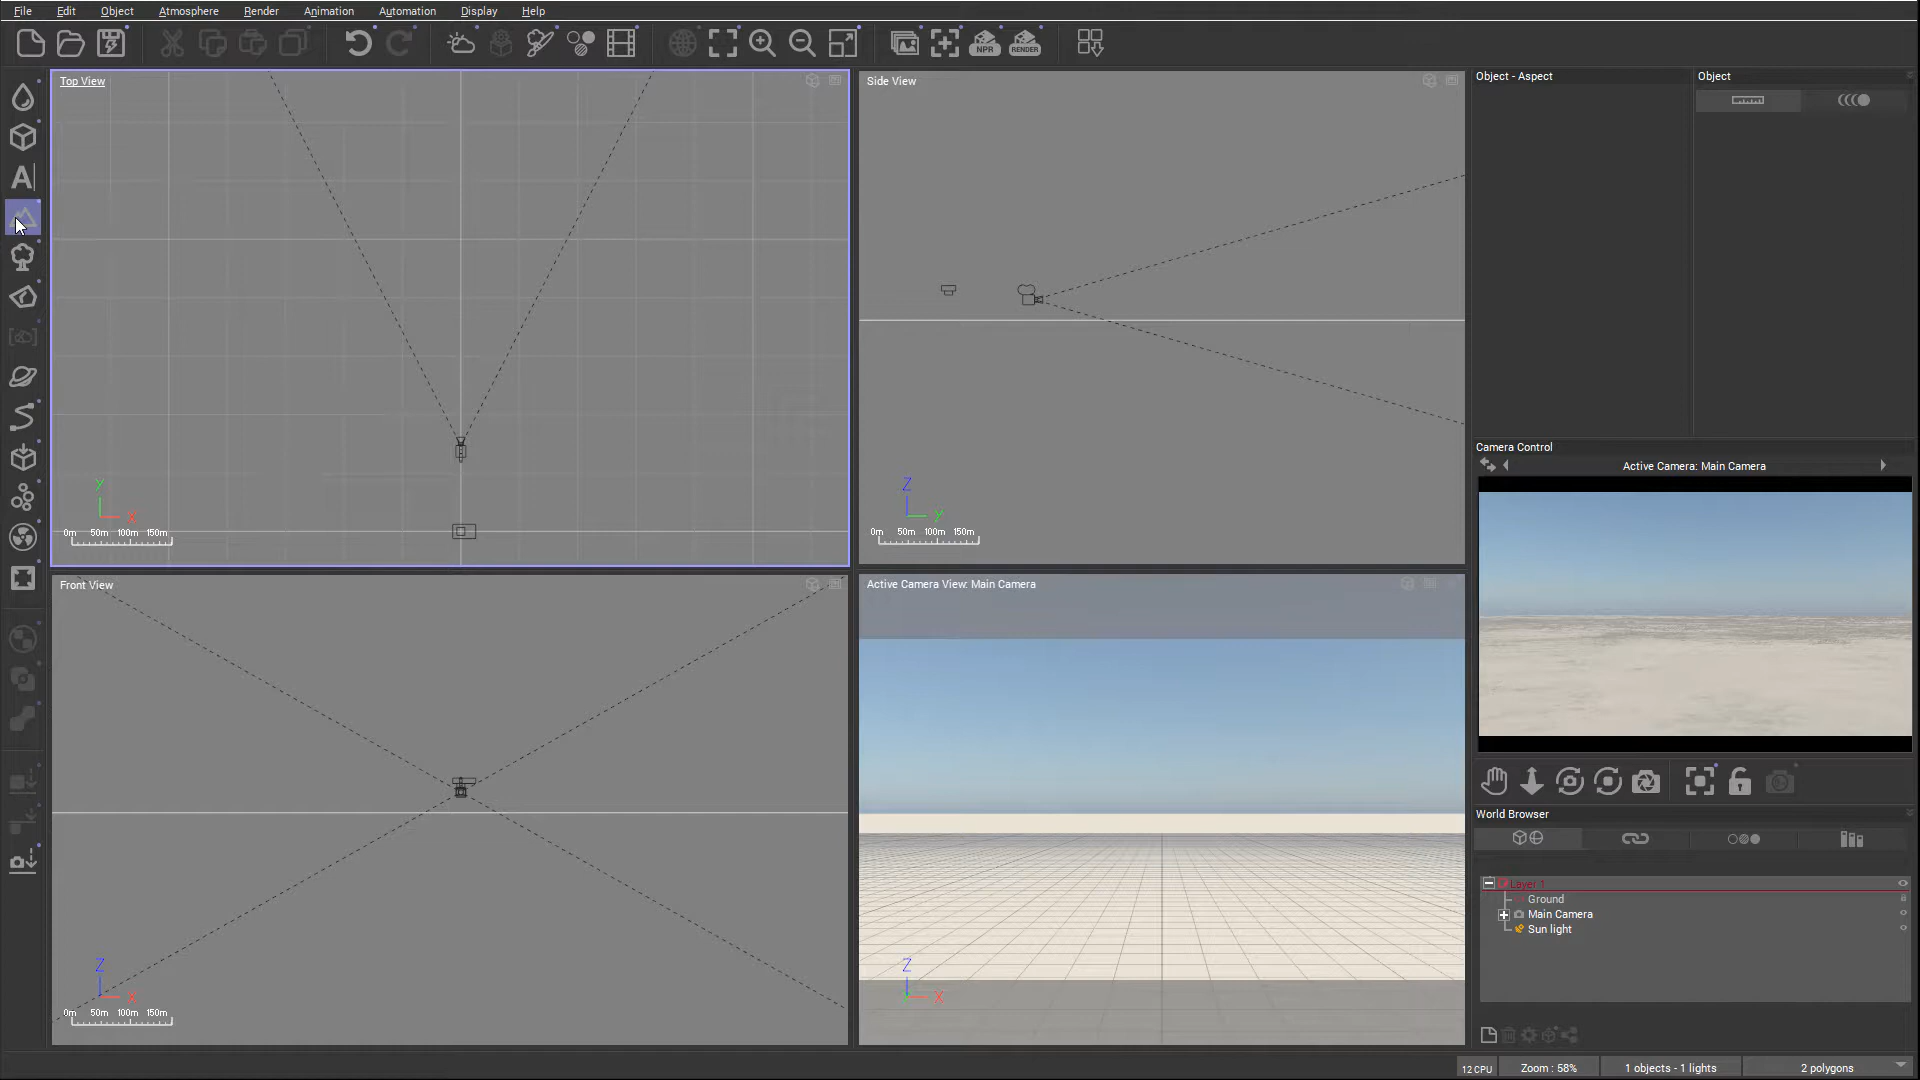 File Edit Object Atmosphere Render Animation Automation Display Help
NPR RENDER
Top View
Side View
Object - Aspect
Object
A
Y
X
0m 50m 100m 150m
Z
Y
0m 50m 100m 150m
Camera Control
Active Camera: Main Camera
Front View
Active Camera View: Main Camera
World Browser
Layer 1
Ground
Main Camera
Sun light
Z
X
0m 50m 100m 150m
Z
Y
X
12 CPU
Zoom : 58%
1 objects - 1 lights
2 polygons